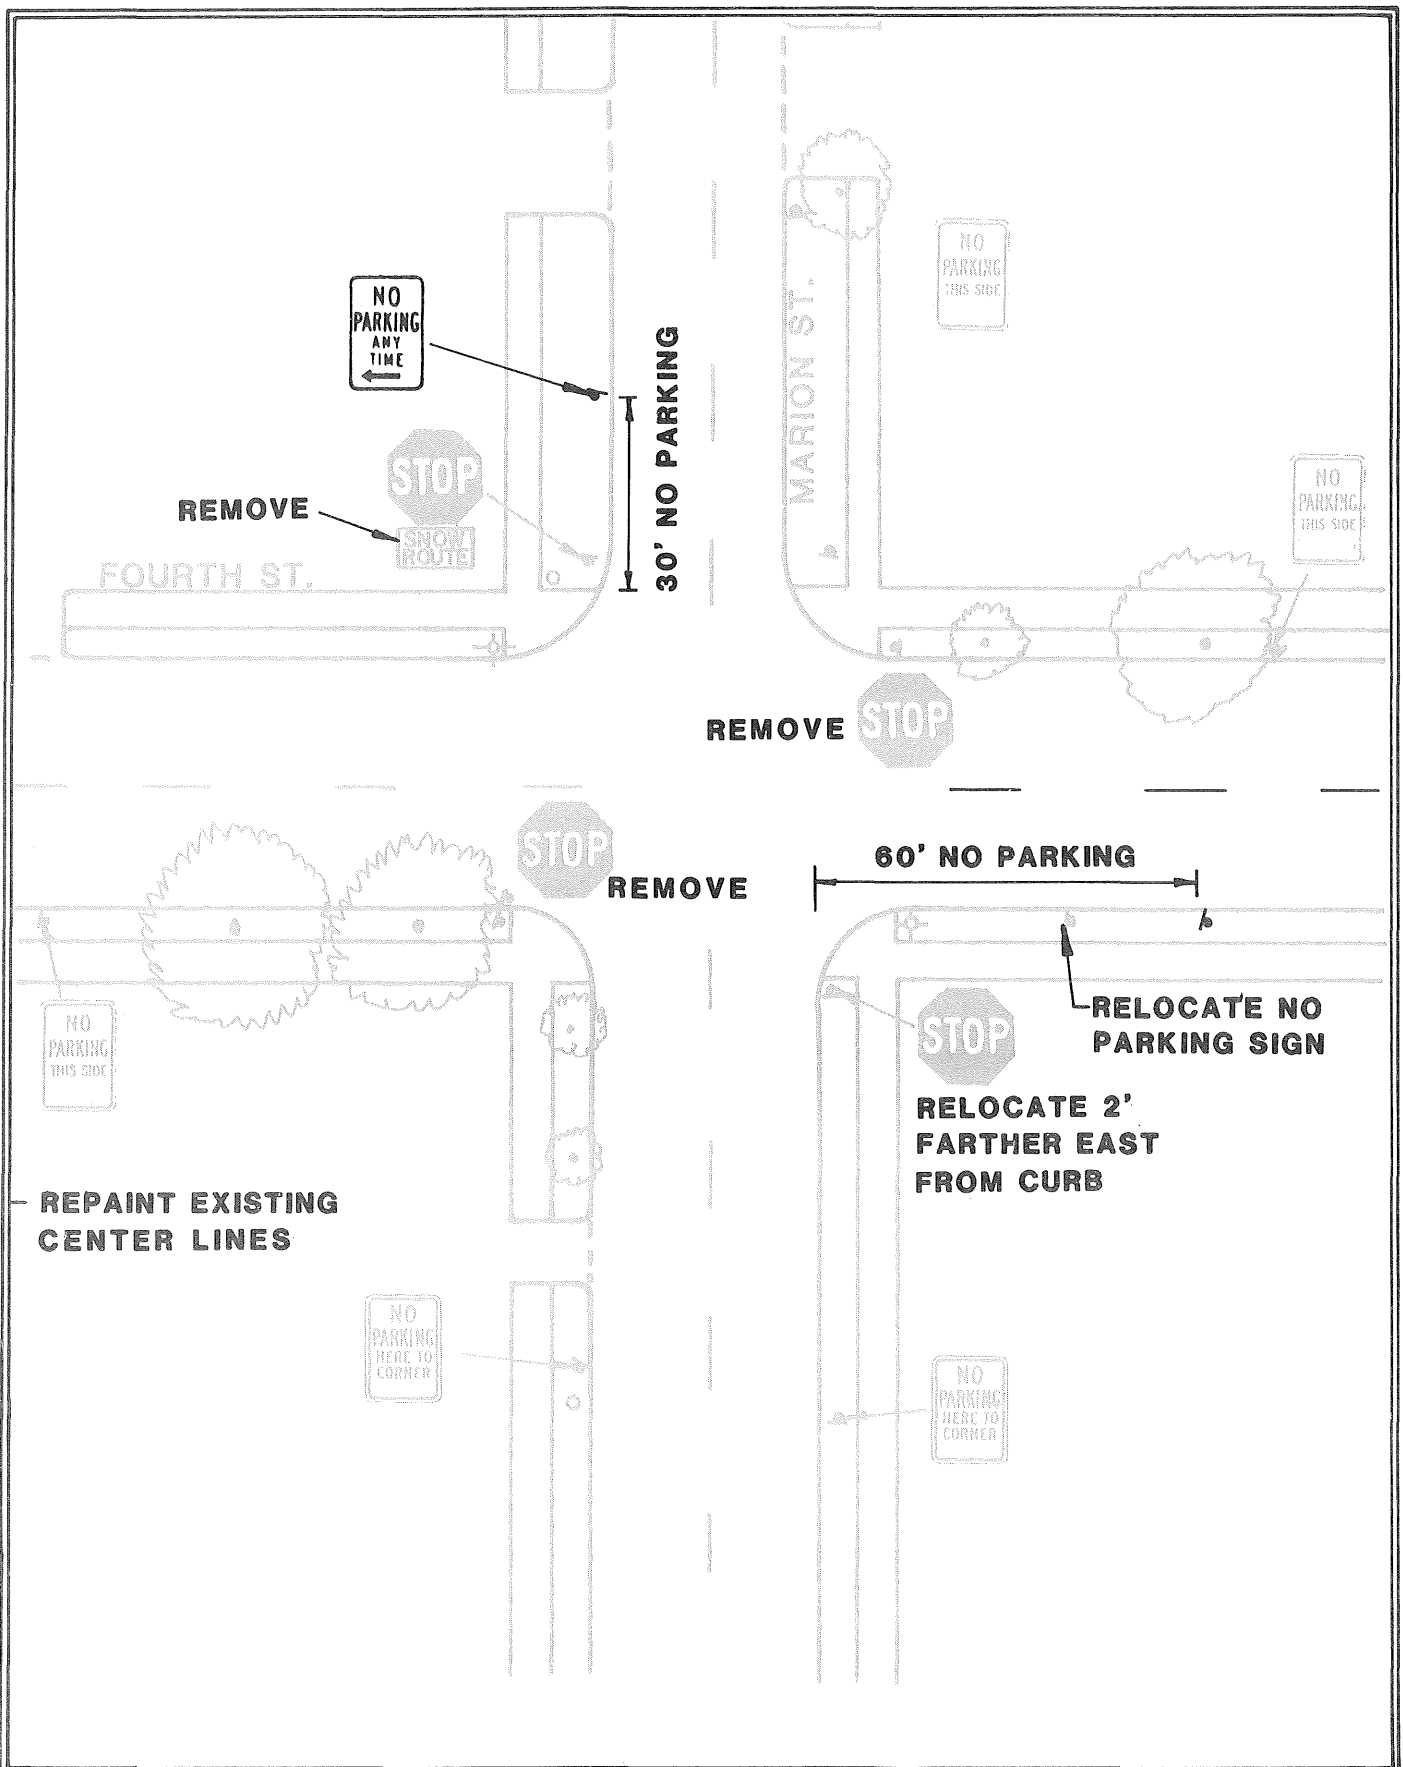 NO
PARKING
THIS SIDE
MARION ST.
NO
PARKING
ANY
TIME
30' NO PARKING
STOP
REMOVE
SNOW
ROUTE
FOURTH ST.
NO
PARKING
THIS SIDE
REMOVE
STOP
STOP
REMOVE
60' NO PARKING
NO
PARKING
THIS SIDE
STOP
RELOCATE NO
PARKING SIGN
RELOCATE 2'
FARTHER EAST
FROM CURB
REPAINT EXISTING
CENTER LINES
NO
PARKING
HERE TO
CORNER
NO
PARKING
HERE TO
CORNER